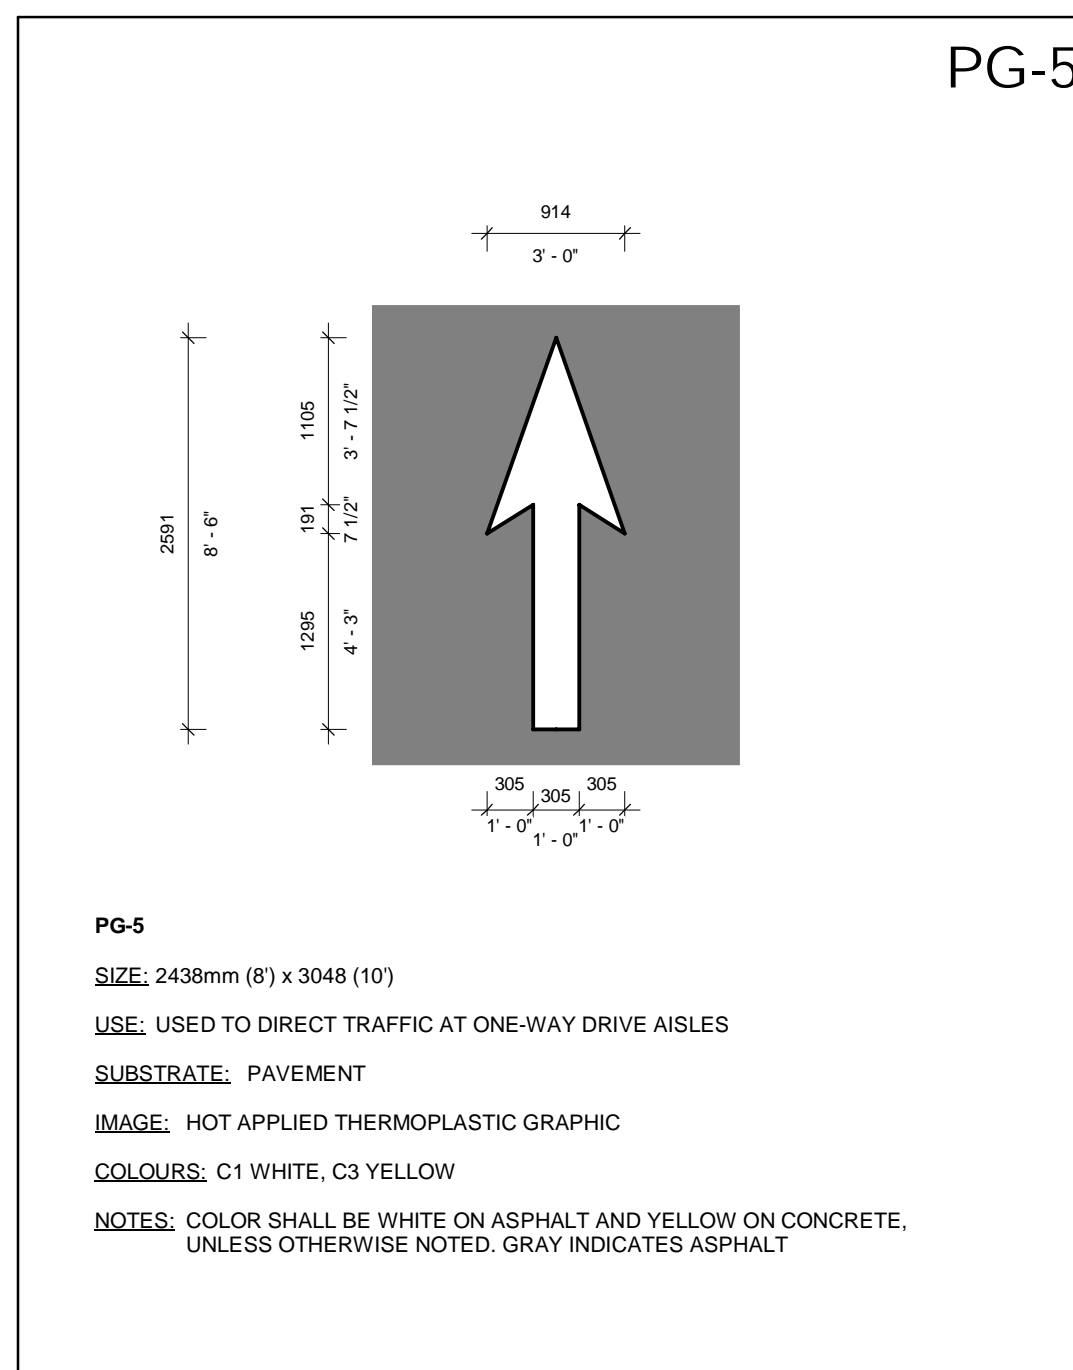 PG-5
914
3' - 0"
1105
3' - 7 1/2"
191
7 1/2"
2591
8' - 6"
1295
4' - 3"
305
305
305
1' - 0"
1' - 0"
1' - 0"
PG-5
SIZE: 2438mm (8') x 3048 (10')
USE: USED TO DIRECT TRAFFIC AT ONE-WAY DRIVE AISLES
SUBSTRATE: PAVEMENT
IMAGE: HOT APPLIED THERMOPLASTIC GRAPHIC
COLOURS: C1 WHITE, C3 YELLOW
NOTES: COLOR SHALL BE WHITE ON ASPHALT AND YELLOW ON CONCRETE,
UNLESS OTHERWISE NOTED. GRAY INDICATES ASPHALT